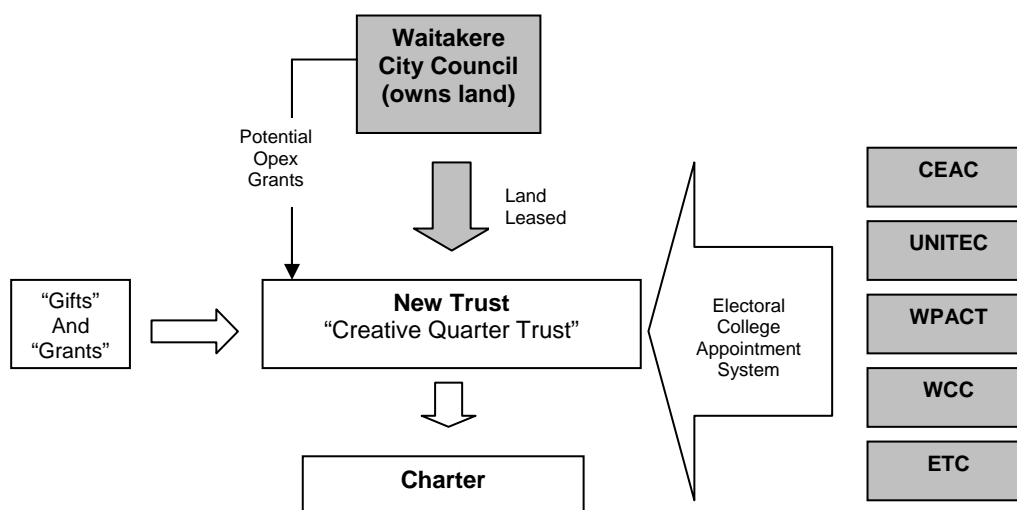 Waitakere
City Council
(owns land)
Potential
Opex
Grants
Land
Leased
CEAC
UNITEC
WPACT
WCC
ETC
"Gifts"
And
"Grants"
New Trust
"Creative Quarter Trust"
Electoral
College
Appointment
System
Charter